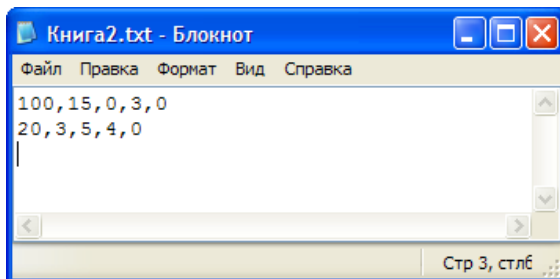 Книга2.txt - Блокнот
Файл Правка Формат Вид Справка
100,15,0,3,0
20,3,5,4,0
Стр 3, стлб